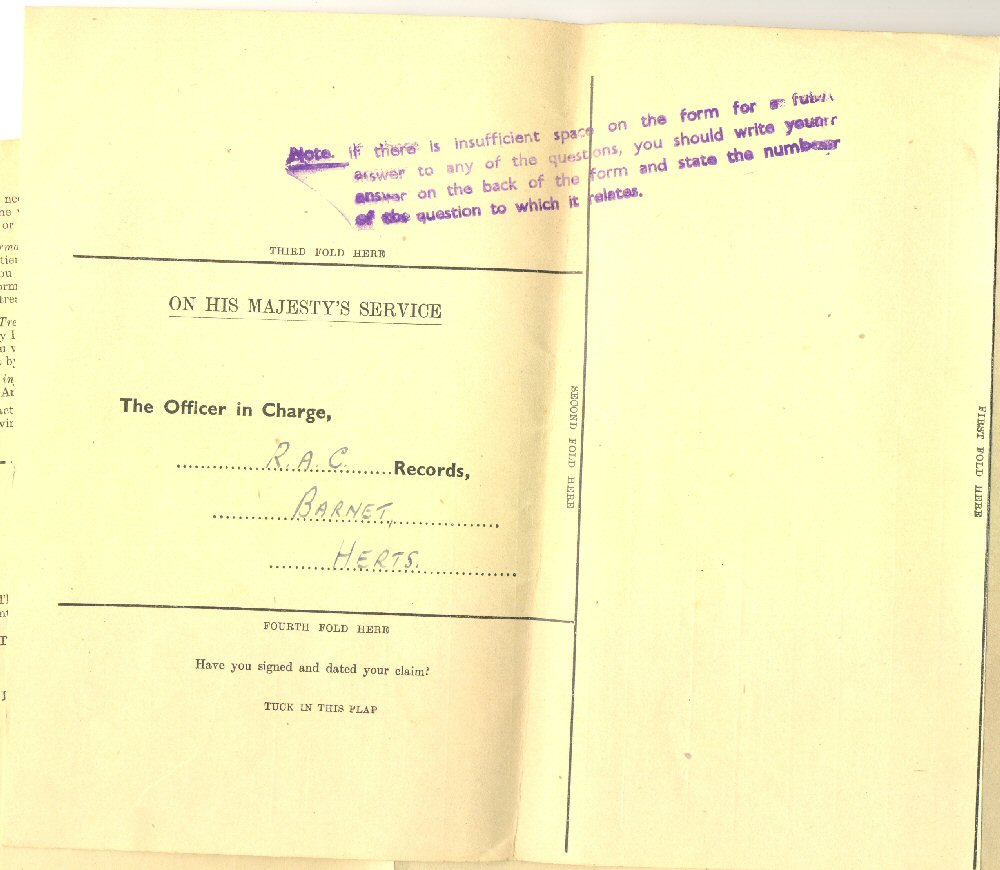 Note. If there is insufficient space on the form for a full
answer to any of the questions, you should write your
answer on the back of the form and state the number
of the question to which it relates.
THIRD FOLD HERE
ON HIS MAJESTY'S SERVICE
The Officer in Charge,
R.A.C. Records,
BARNET,
HERTS.
FOURTH FOLD HERE
Have you signed and dated your claim?
TUCK IN THIS FLAP
SECOND FOLD HERE
FIRST FOLD HERE